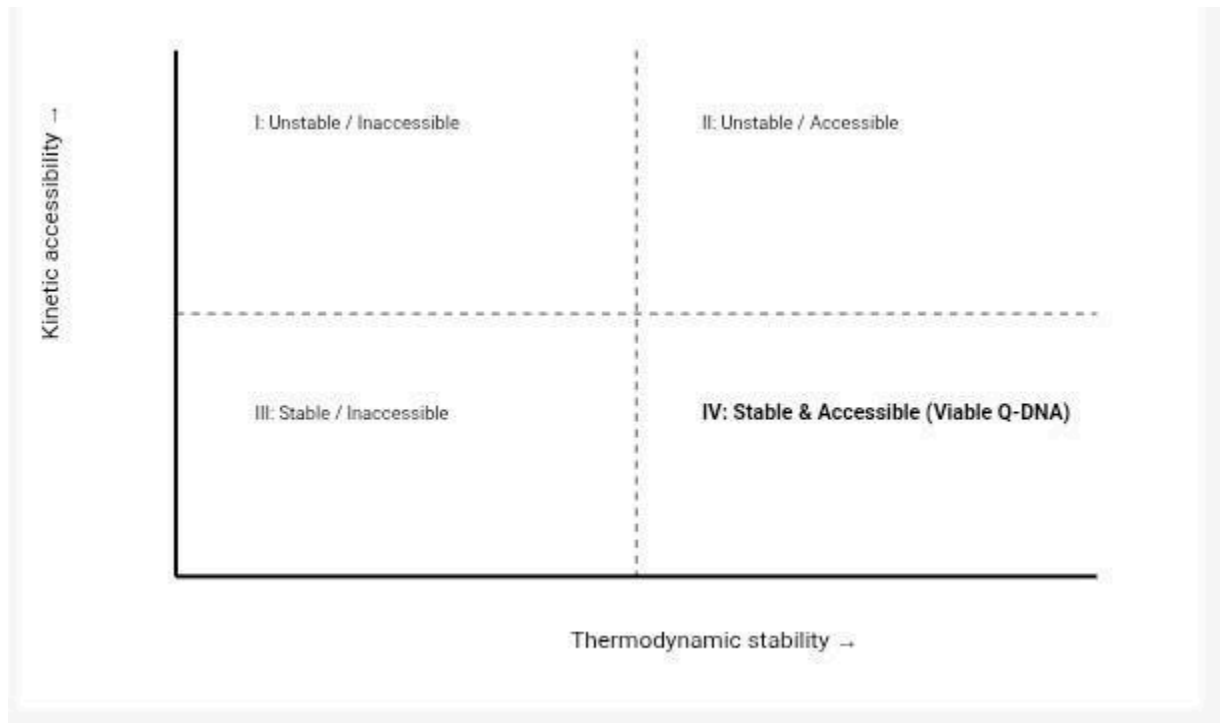 Kinetic accessibility →
I: Unstable / Inaccessible
II: Unstable / Accessible
III: Stable / Inaccessible
IV: Stable & Accessible (Viable Q-DNA)
Thermodynamic stability →